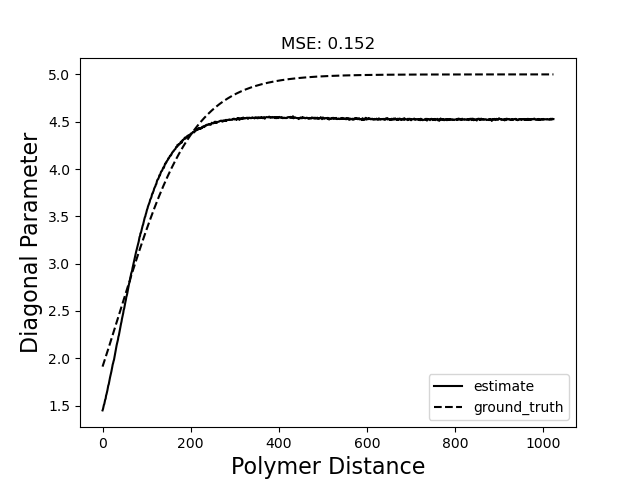 MSE: 0.152
Diagonal Parameter
5.0
4.5
4.0
3.5
3.0
2.5
2.0
1.5
estimate
ground_truth
0 200 400 600 800 1000
Polymer Distance